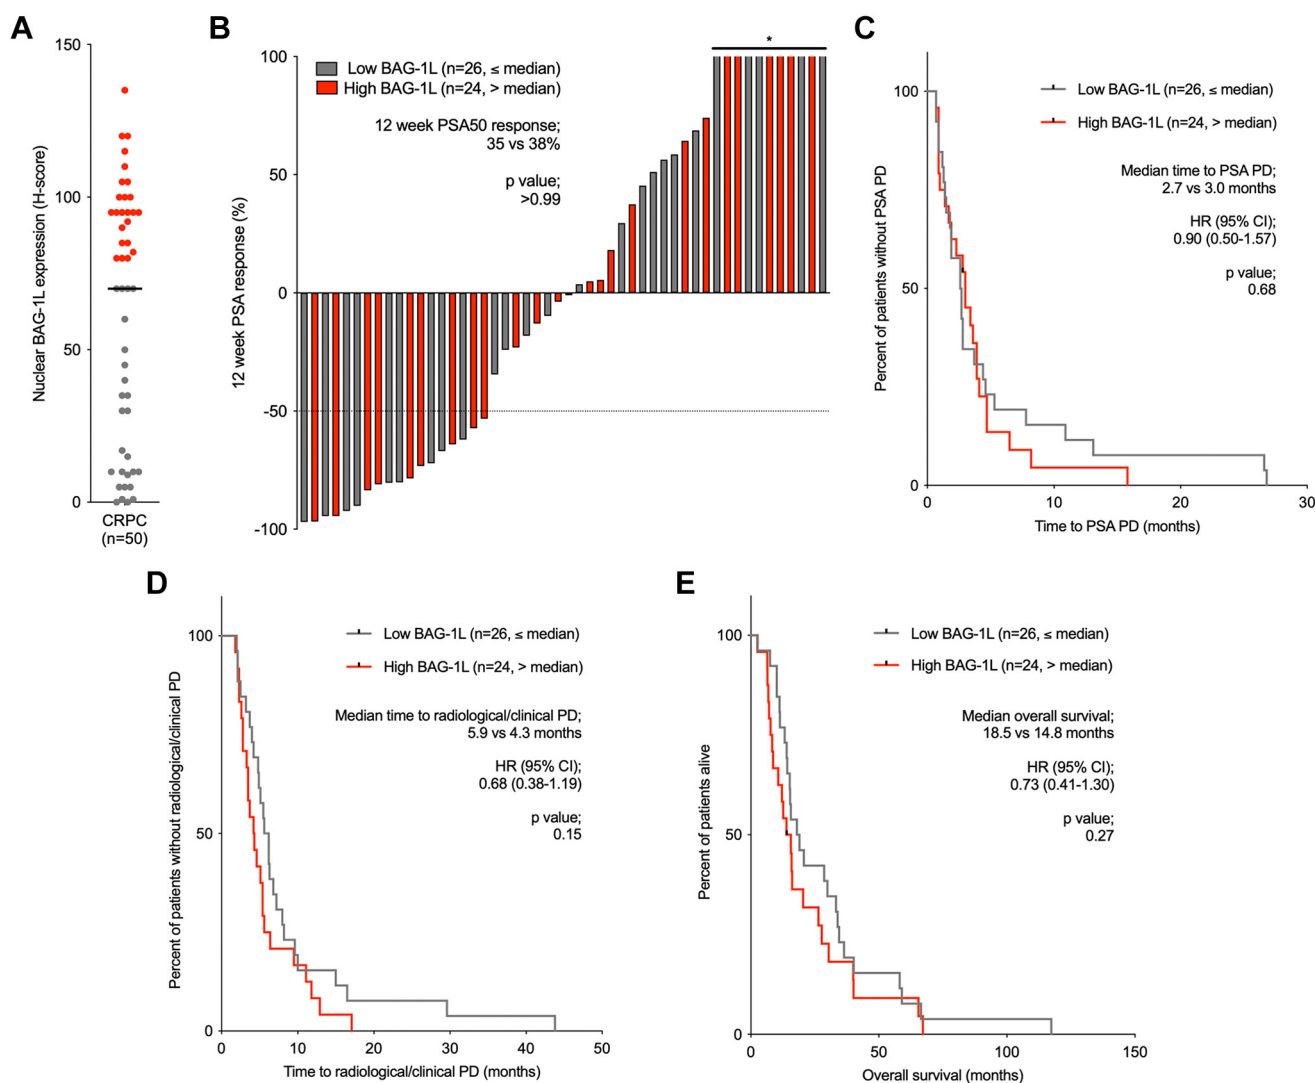 A
Nuclear BAG-1L expression (H-score)
150
100
50
0
CRPC
(n=50)
B
12 week PSA response (%)
100
50
0
-50
-100
Low BAG-1L (n=26, ≤ median)
High BAG-1L (n=24, > median)
12 week PSA50 response;
35 vs 38%
p value;
>0.99
*
C
Percent of patients without PSA PD
100
50
0
0 10 20 30
Time to PSA PD (months)
Low BAG-1L (n=26, ≤ median)
High BAG-1L (n=24, > median)
Median time to PSA PD;
2.7 vs 3.0 months
HR (95% CI);
0.90 (0.50-1.57)
p value;
0.68
D
Percent of patients without radiological/clinical PD
100
50
0
0 10 20 30 40 50
Time to radiological/clinical PD (months)
Low BAG-1L (n=26, ≤ median)
High BAG-1L (n=24, > median)
Median time to radiological/clinical PD;
5.9 vs 4.3 months
HR (95% CI);
0.68 (0.38-1.19)
p value;
0.15
E
Percent of patients alive
100
50
0
0 50 100 150
Overall survival (months)
Low BAG-1L (n=26, ≤ median)
High BAG-1L (n=24, > median)
Median overall survival;
18.5 vs 14.8 months
HR (95% CI);
0.73 (0.41-1.30)
p value;
0.27